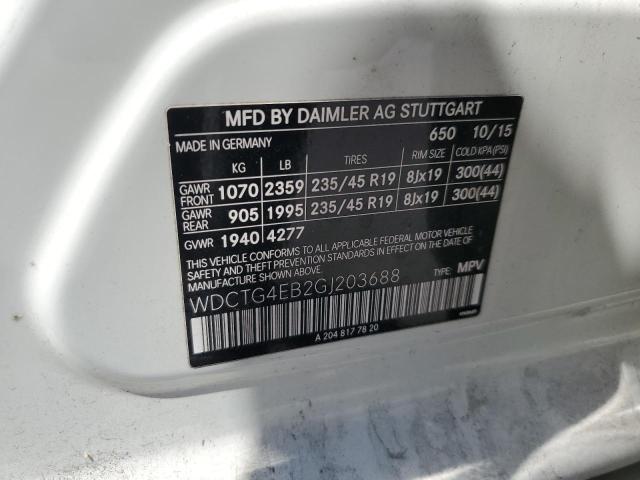 MFD BY DAIMLER AG STUTTGART
MADE IN GERMANY 650 10/15
KG LB TIRES RIM SIZE COLD KPA(PSI)
GAWR FRONT 1070 2359 235/45 R19 8Jx19 300(44)
GAWR REAR 905 1995 235/45 R19 8Jx19 300(44)
GVWR 1940 4277
THIS VEHICLE CONFORMS TO ALL APPLICABLE FEDERAL MOTOR VEHICLE
SAFETY BUMPER, AND THEFT PREVENTION STANDARDS IN
EFFECT ON THE DATE OF MANUFACTURE SHOWN ABOVE.
TYPE: MPV
WDCTG4EB2GJ203688
A 204 817 78 20